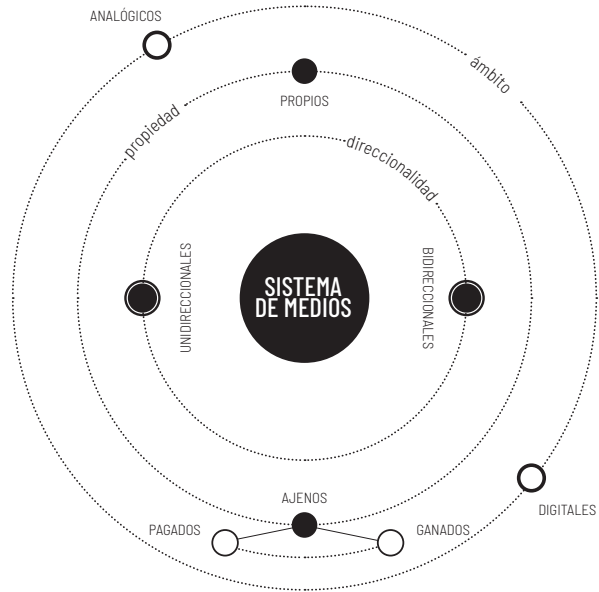 ANALÓGICOS
ámbito
PROPIOS
propiedad
direccionalidad
UNIDIRECCIONALES
BIDIRECCIONALES
SISTEMA
DE MEDIOS
AJENOS
DIGITALES
PAGADOS
GANADOS